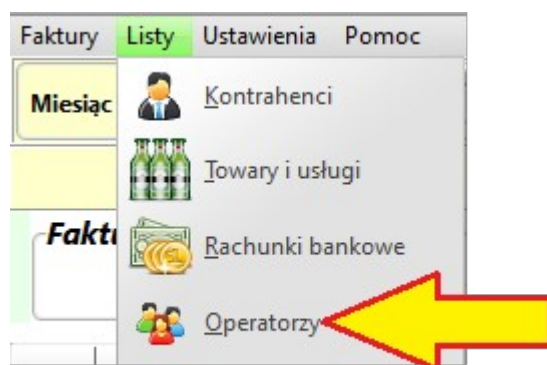 Faktury Listy Ustawienia Pomoc
Miesiąc
Kontrahenci
Towary i usługi
Faktu
Rachunki bankowe
Operatorzy